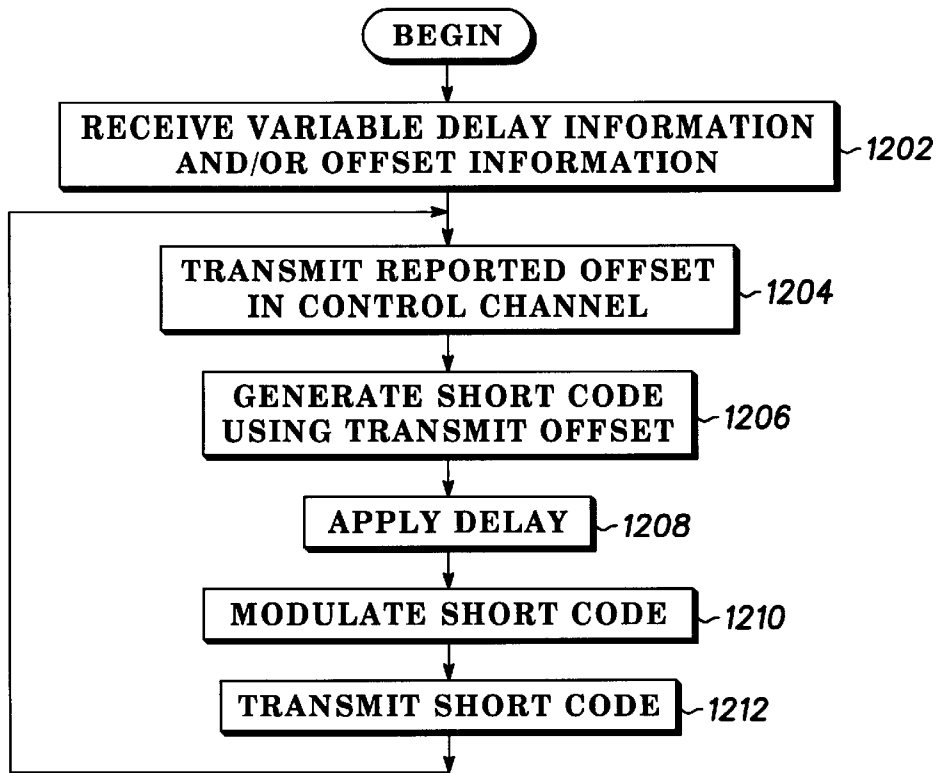 BEGIN
RECEIVE VARIABLE DELAY INFORMATION
AND/OR OFFSET INFORMATION
1202
TRANSMIT REPORTED OFFSET
IN CONTROL CHANNEL
1204
GENERATE SHORT CODE
USING TRANSMIT OFFSET
1206
APPLY DELAY
1208
MODULATE SHORT CODE
1210
TRANSMIT SHORT CODE
1212